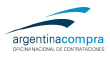 argentinacompra
OFICINA NACIONAL DE CONTRATACIONES